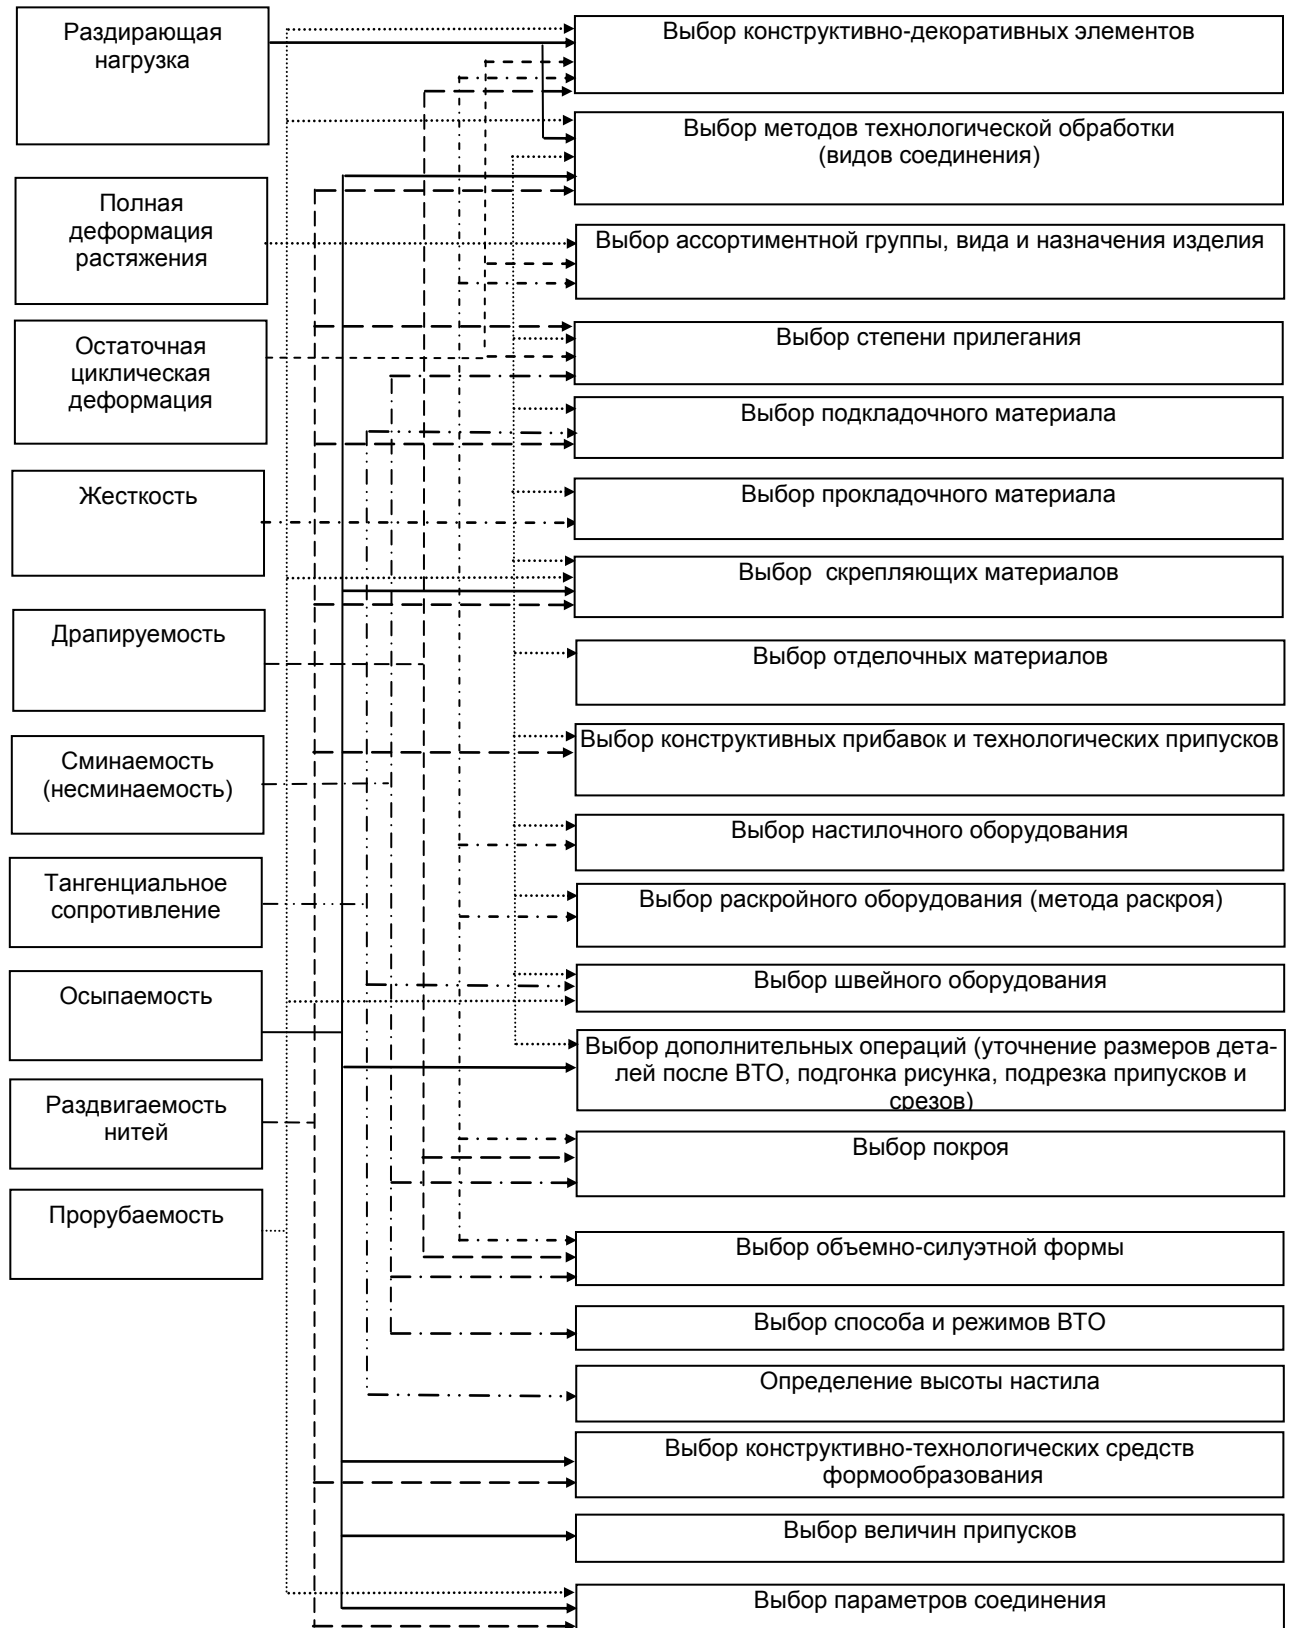 Раздирающая
нагрузка
Полная
деформация
растяжения
Остаточная
циклическая
деформация
Жесткость
Драпируемость
Сминаемость
(несминаемость)
Тангенциальное
сопротивление
Осыпаемость
Раздвигаемость
нитей
Прорубаемость
Выбор конструктивно-декоративных элементов
Выбор методов технологической обработки
(видов соединения)
Выбор ассортиментной группы, вида и назначения изделия
Выбор степени прилегания
Выбор подкладочного материала
Выбор прокладочного материала
Выбор скрепляющих материалов
Выбор отделочных материалов
Выбор конструктивных прибавок и технологических припусков
Выбор настилочного оборудования
Выбор раскройного оборудования (метода раскроя)
Выбор швейного оборудования
Выбор дополнительных операций (уточнение размеров дета-
лей после ВТО, подгонка рисунка, подрезка припусков и
срезов)
Выбор покроя
Выбор объемно-силуэтной формы
Выбор способа и режимов ВТО
Определение высоты настила
Выбор конструктивно-технологических средств
формообразования
Выбор величин припусков
Выбор параметров соединения